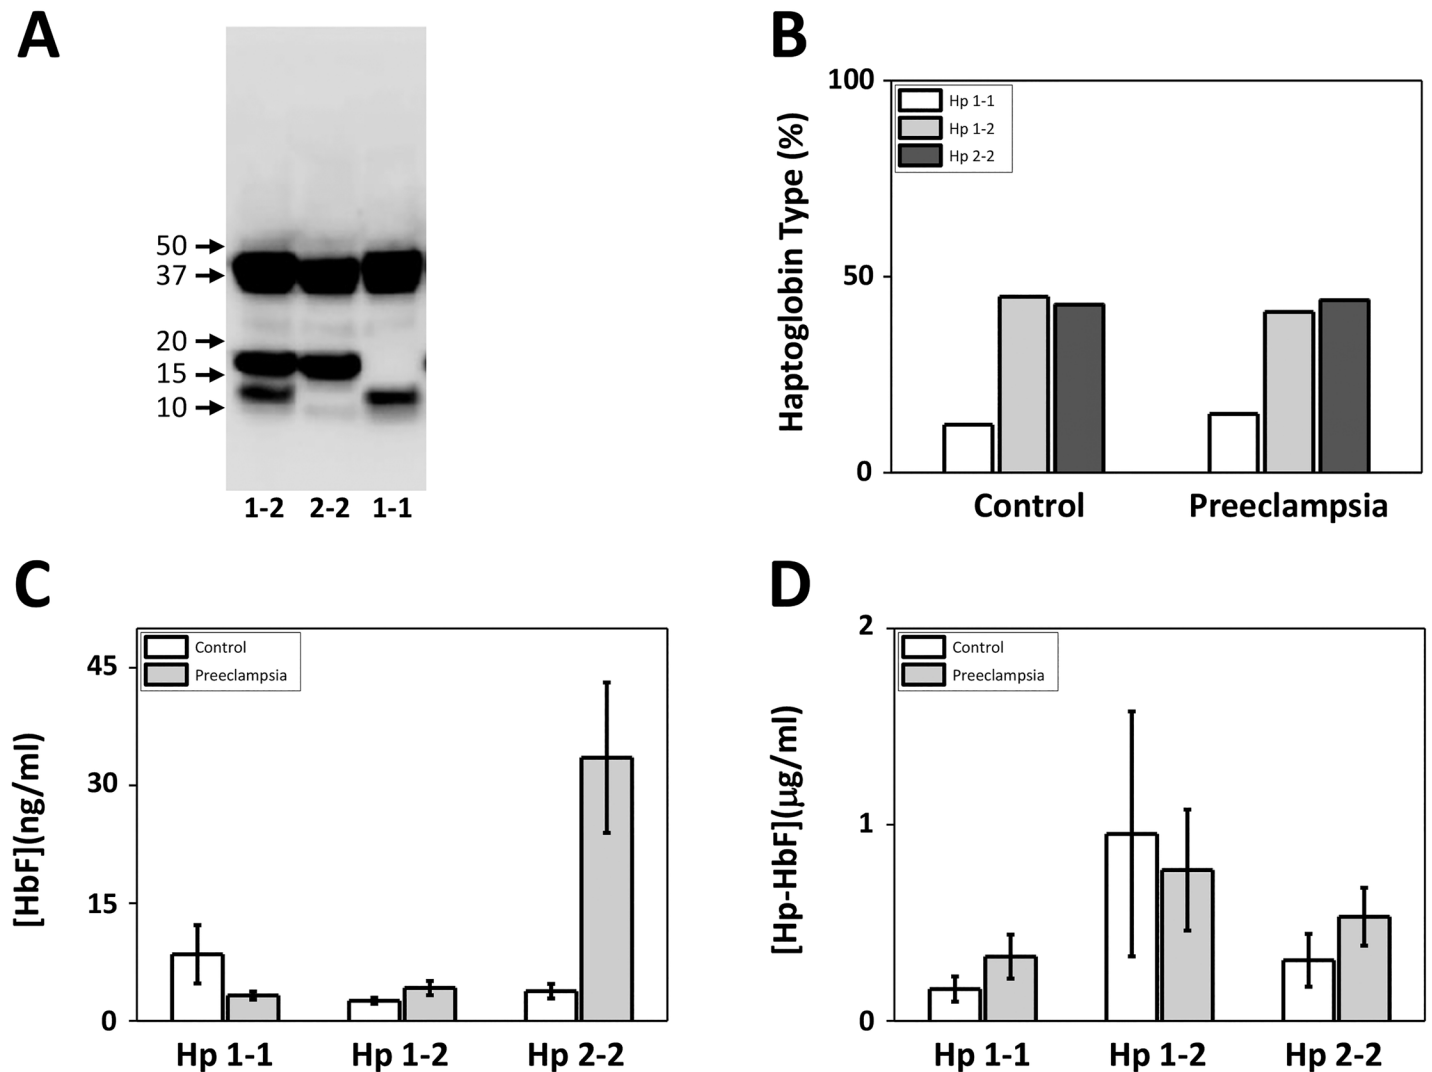 A
50
37
20
15
10
1-2 2-2 1-1
B
Haptoglobin Type (%)
100
50
0
Hp 1-1
Hp 1-2
Hp 2-2
Control Preeclampsia
C
[HbF](ng/ml)
45
30
15
0
Control
Preeclampsia
Hp 1-1 Hp 1-2 Hp 2-2
D
[Hp-HbF](µg/ml)
2
1
0
Control
Preeclampsia
Hp 1-1 Hp 1-2 Hp 2-2